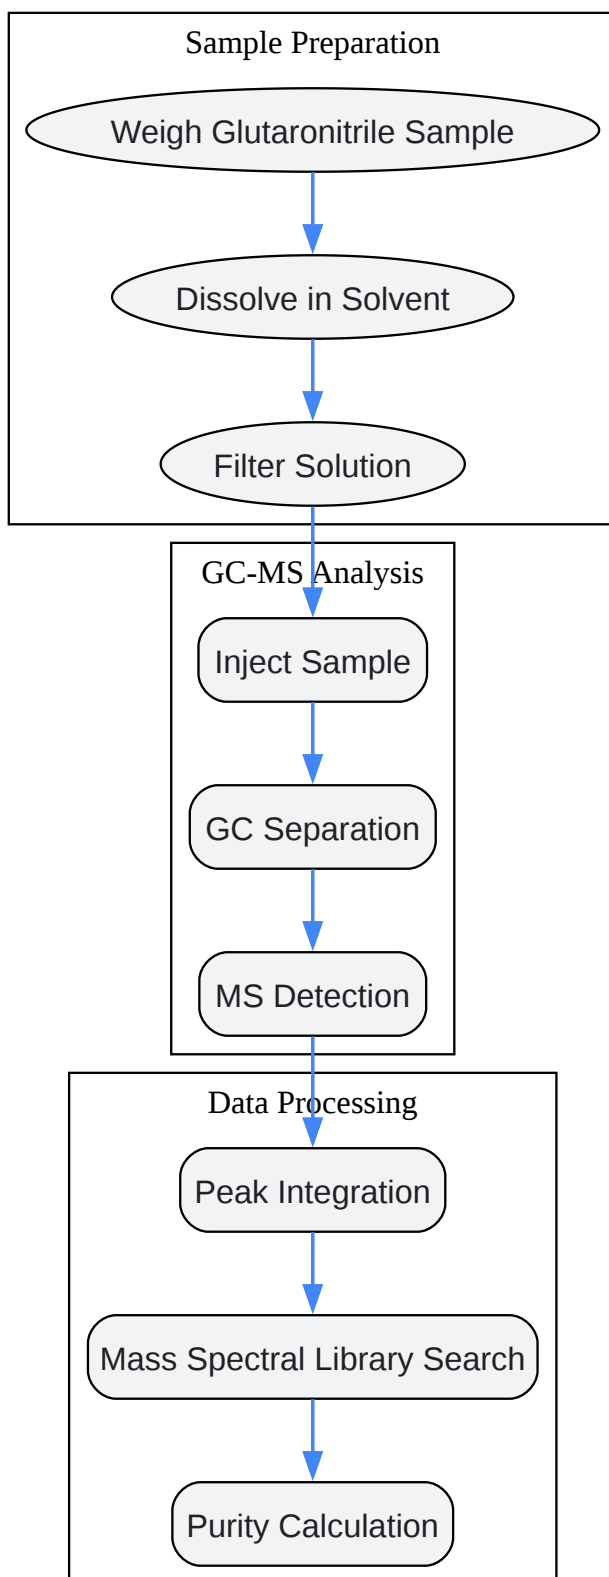 Sample Preparation
Weigh Glutaronitrile Sample
Dissolve in Solvent
Filter Solution
GC-MS Analysis
Inject Sample
GC Separation
MS Detection
Data Processing
Peak Integration
Mass Spectral Library Search
Purity Calculation